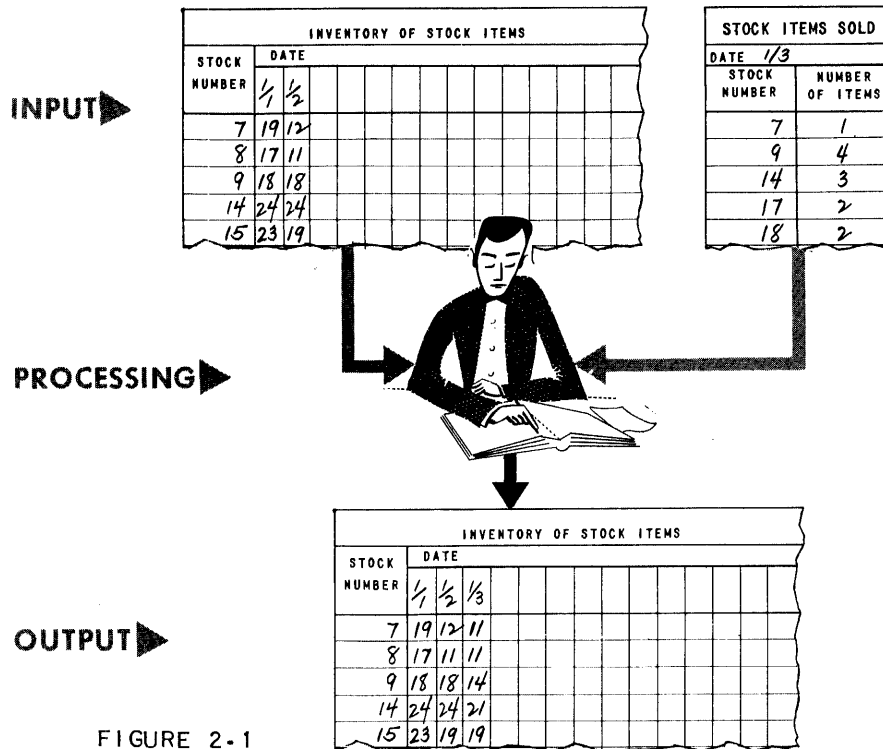 INVENTORY OF STOCK ITEMS
STOCK NUMBER DATE
1/1 1/2
7 19 12
8 17 11
9 18 18
14 24 24
15 23 19
STOCK ITEMS SOLD
DATE 1/3
STOCK NUMBER NUMBER OF ITEMS
7 1
9 4
14 3
17 2
18 2
INPUT
PROCESSING
INVENTORY OF STOCK ITEMS
STOCK NUMBER DATE
1/1 1/2 1/3
7 19 12 11
8 17 11 11
9 18 18 14
14 24 24 21
15 23 19 19
OUTPUT
FIGURE 2-1